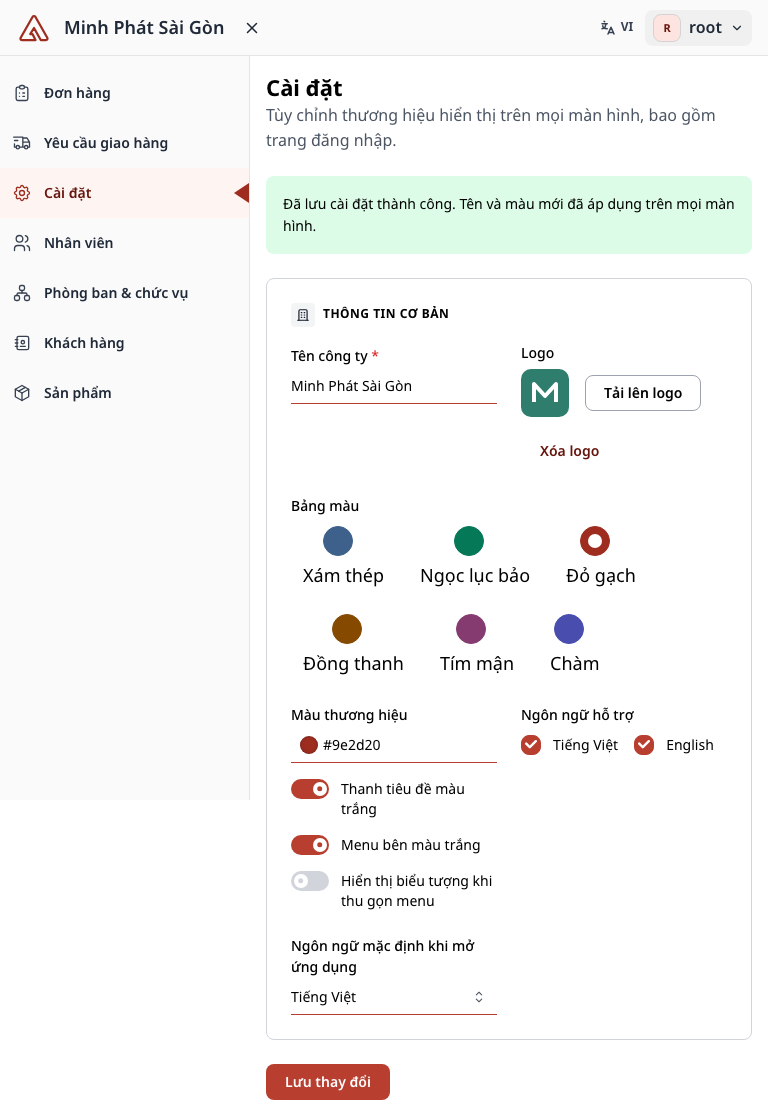 Minh Phát Sài Gòn
VI
R
root
Đơn hàng
Yêu cầu giao hàng
Cài đặt
Nhân viên
Phòng ban & chức vụ
Khách hàng
Sản phẩm
Cài đặt
Tùy chỉnh thương hiệu hiển thị trên mọi màn hình, bao gồm
trang đăng nhập.
Đã lưu cài đặt thành công. Tên và màu mới đã áp dụng trên mọi màn
hình.
THÔNG TIN CƠ BẢN
Tên công ty *
Minh Phát Sài Gòn
Logo
M
Tải lên logo
Xóa logo
Bảng màu
Xám thép
Ngọc lục bảo
Đỏ gạch
Đồng thanh
Tím mận
Chàm
Màu thương hiệu
#9e2d20
Ngôn ngữ hỗ trợ
Tiếng Việt
English
Thanh tiêu đề màu
trắng
Menu bên màu trắng
Hiển thị biểu tượng khi
thu gọn menu
Ngôn ngữ mặc định khi mở
ứng dụng
Tiếng Việt
Lưu thay đổi